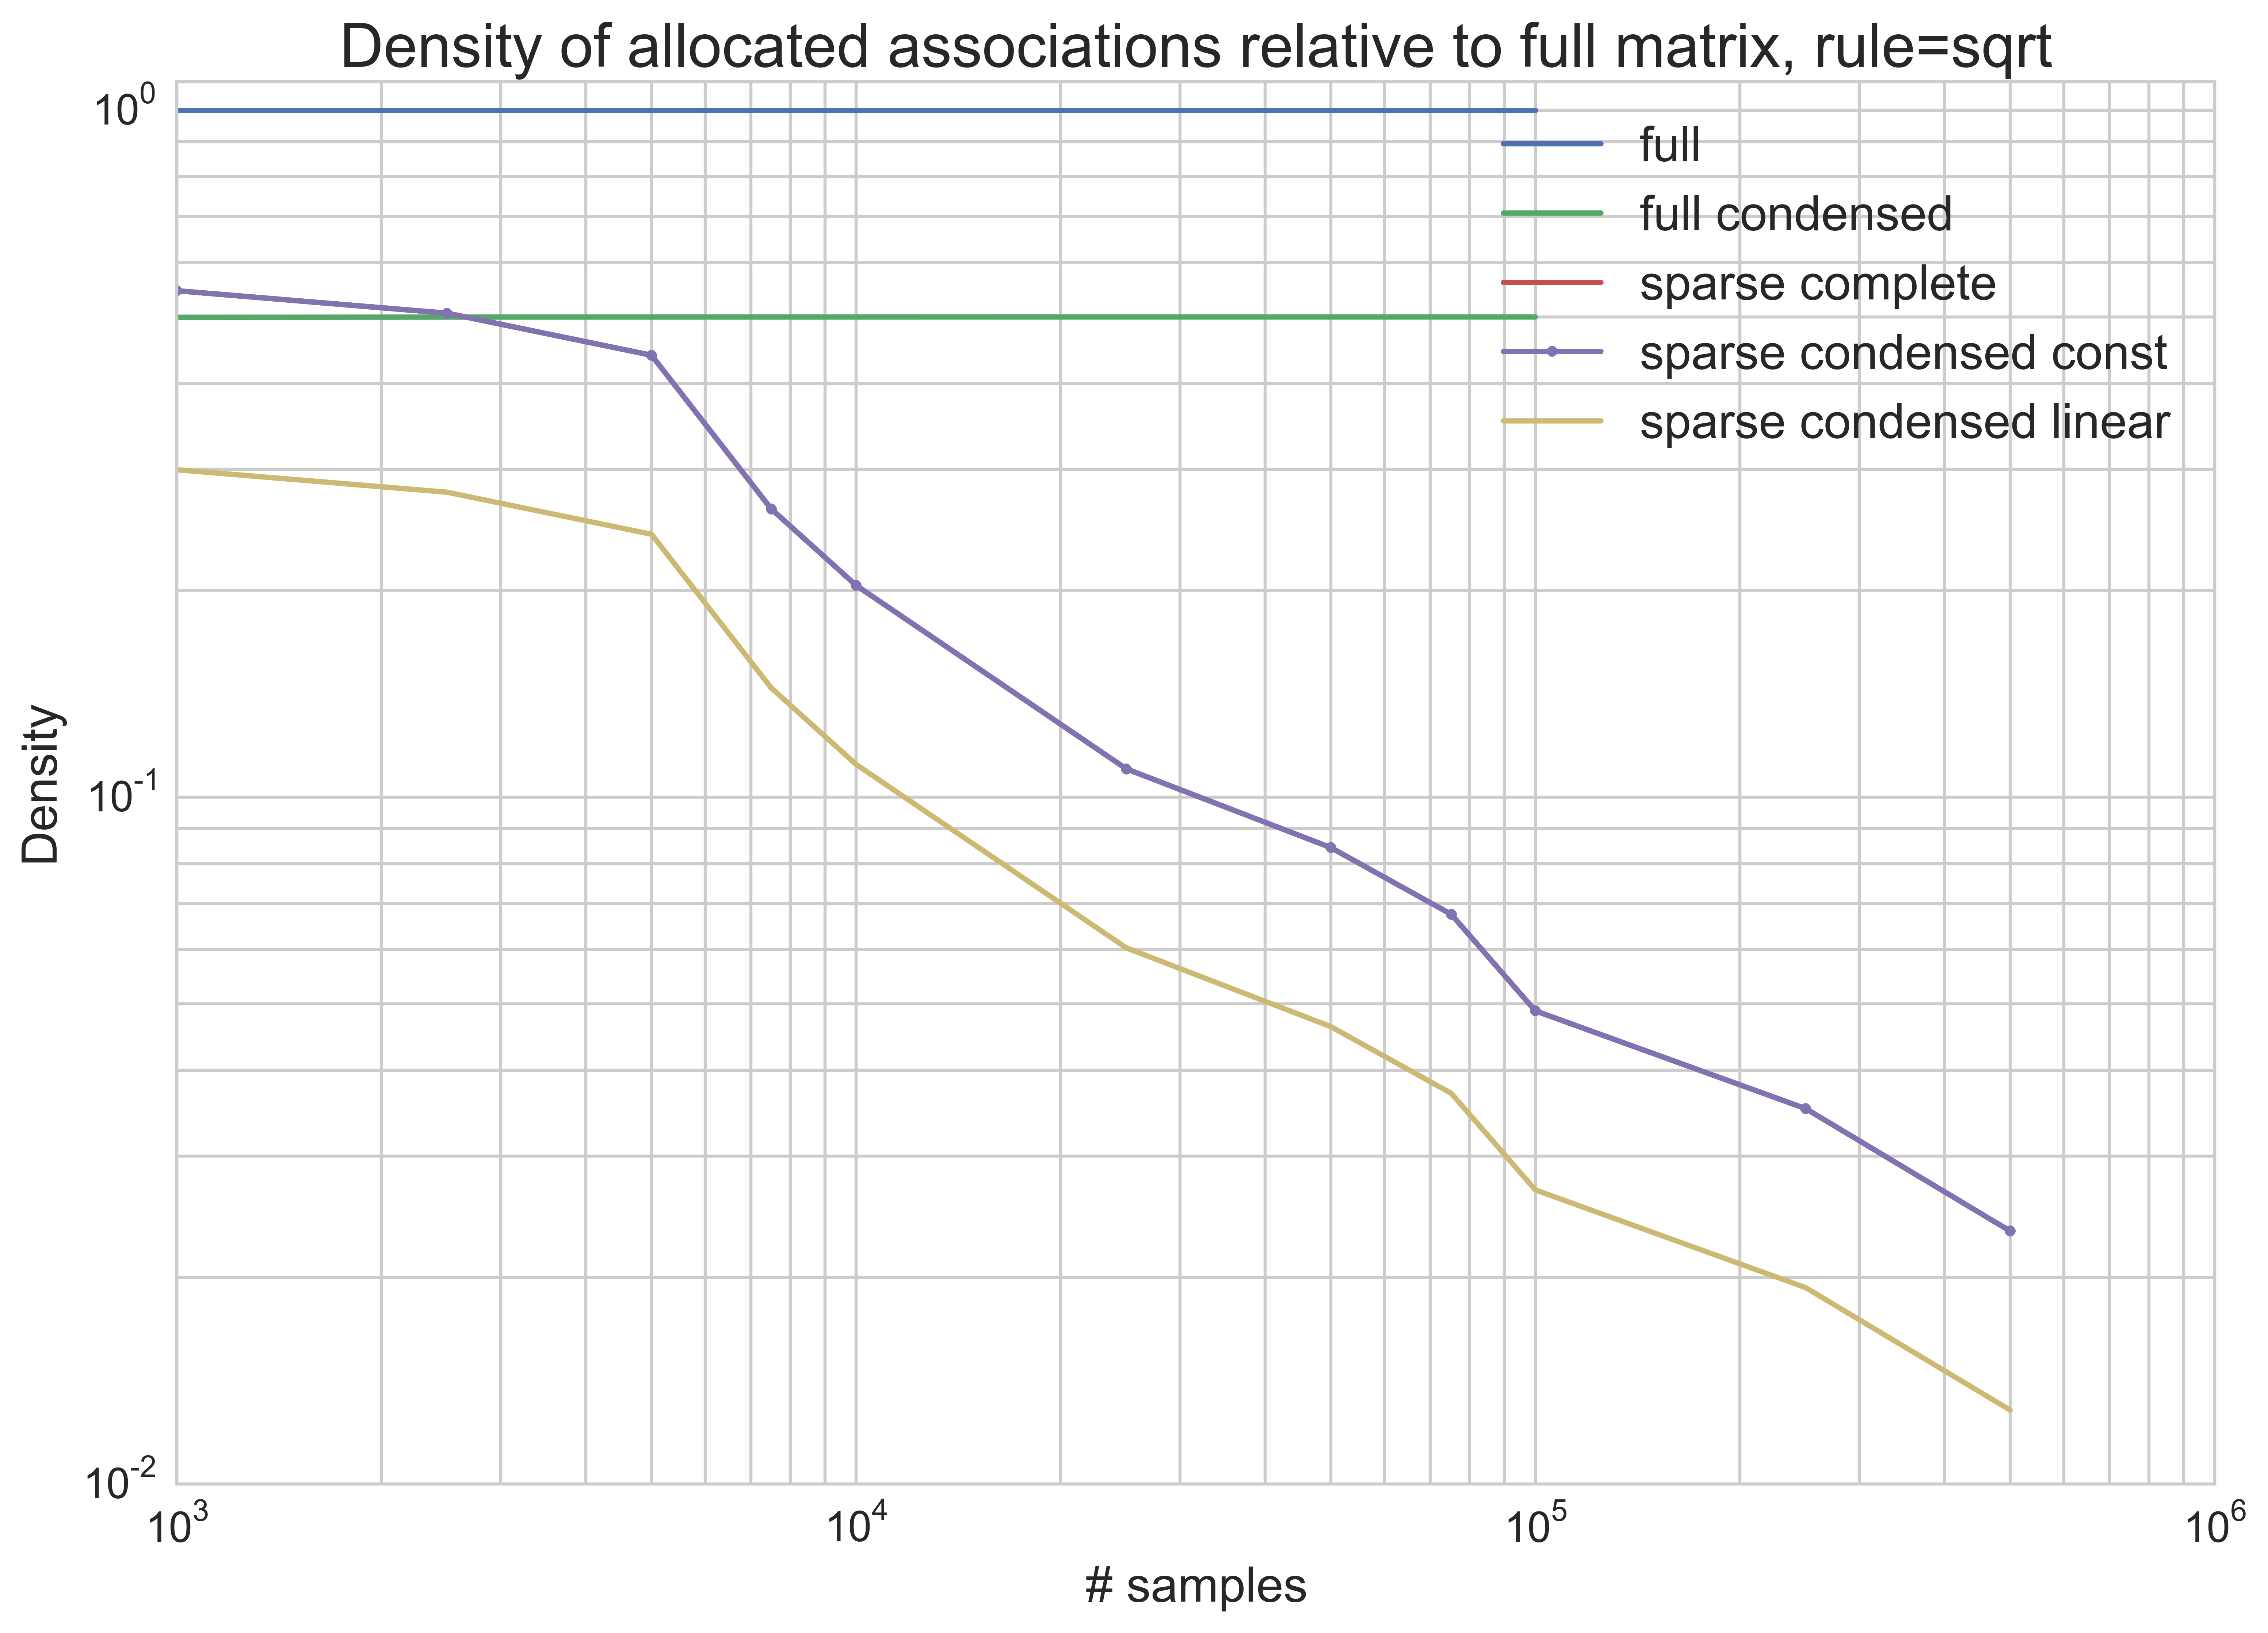 Density of allocated associations relative to full matrix, rule=sqrt
10^0
10^-1
10^-2
Density
full
full condensed
sparse complete
sparse condensed const
sparse condensed linear
10^3
10^4
10^5
10^6
# samples